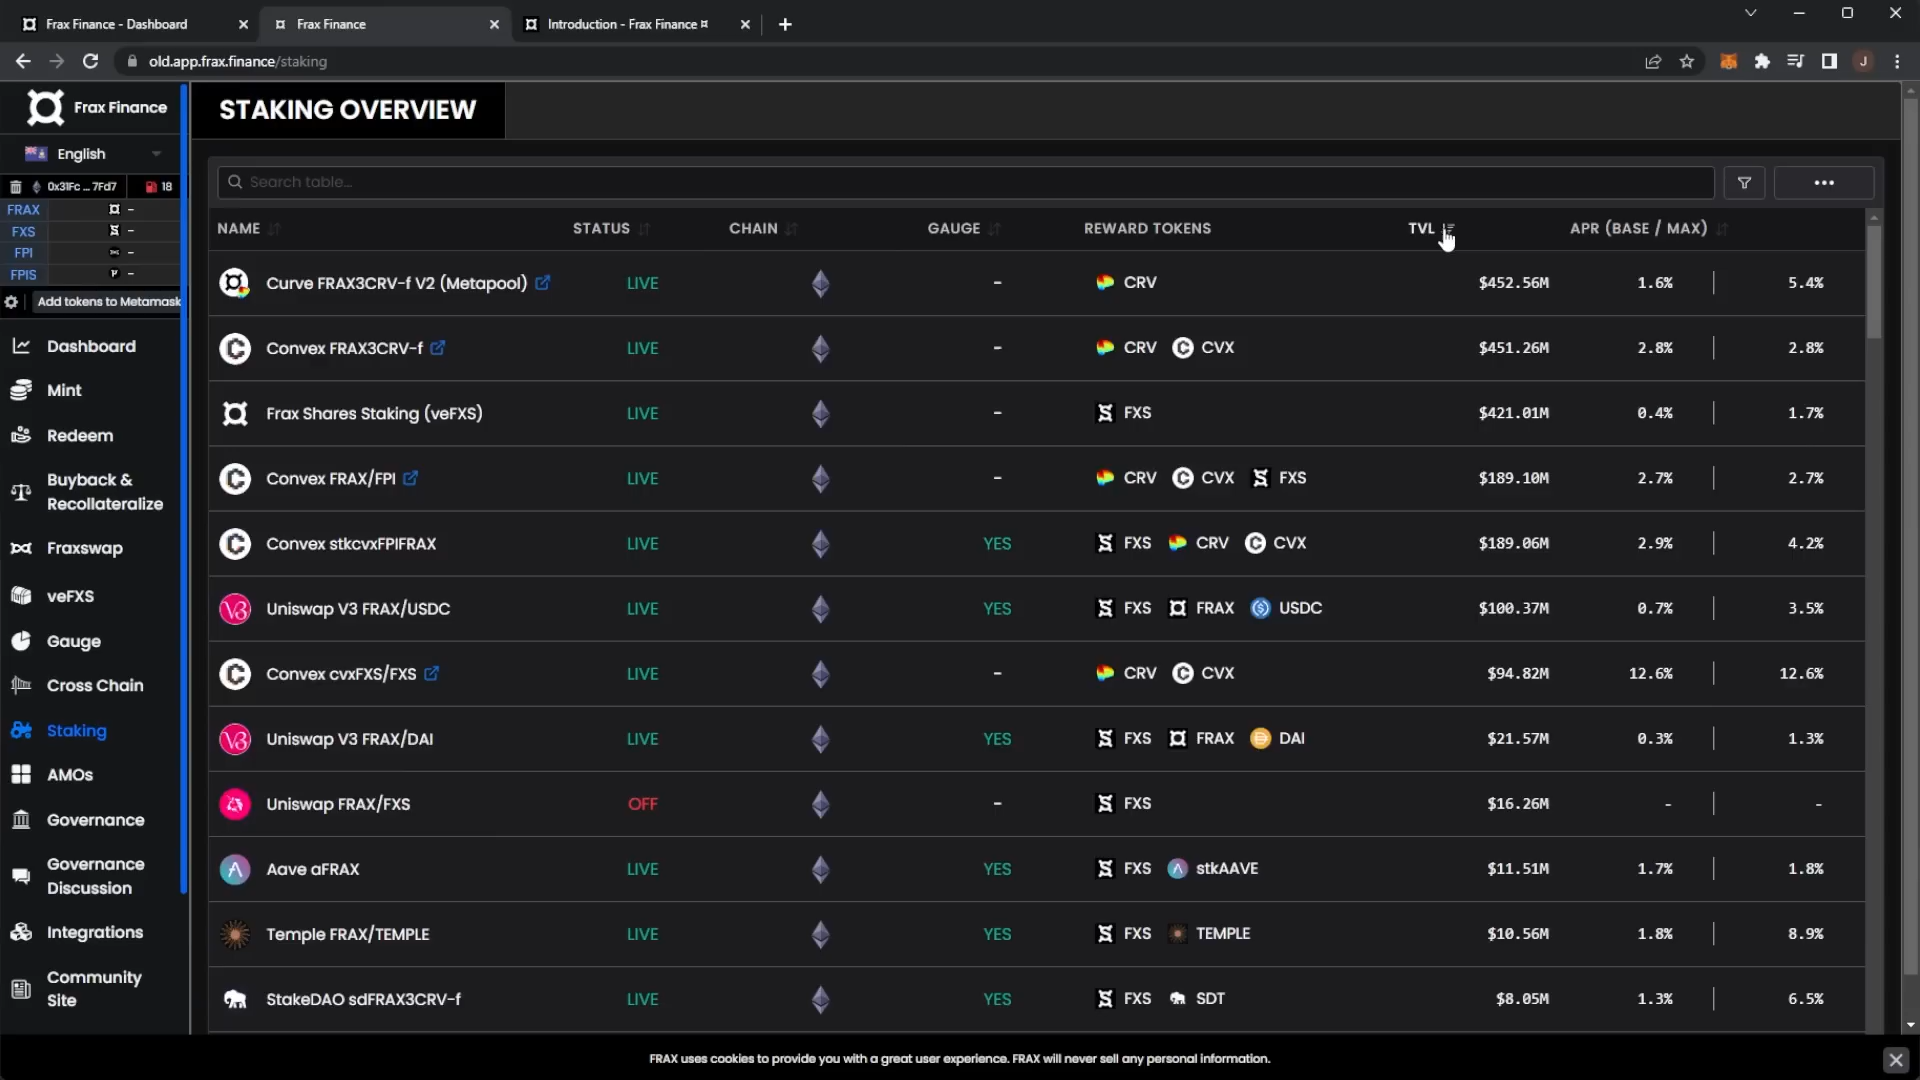 Frax Finance - Dashboard
Frax Finance
Introduction - Frax Finance ¤
old.app.frax.finance/staking
J
Frax Finance
English
0x31Fc ... 7Fd7
18
FRAX -
FXS -
FPI -
FPIS -
Add tokens to Metamask
Dashboard
Mint
Redeem
Buyback &
Recollateralize
Fraxswap
veFXS
Gauge
Cross Chain
Staking
AMOs
Governance
Governance
Discussion
Integrations
Community
Site
STAKING OVERVIEW
Search table...
NAME STATUS CHAIN GAUGE REWARD TOKENS TVL APR (BASE / MAX)
Curve FRAX3CRV-f V2 (Metapool) LIVE - CRV $452.56M 1.6% | 5.4%
Convex FRAX3CRV-f LIVE - CRV CVX $451.26M 2.8% | 2.8%
Frax Shares Staking (veFXS) LIVE - FXS $421.01M 0.4% | 1.7%
Convex FRAX/FPI LIVE - CRV CVX FXS $189.10M 2.7% | 2.7%
Convex stkcvxFPIFRAX LIVE YES FXS CRV CVX $189.06M 2.9% | 4.2%
Uniswap V3 FRAX/USDC LIVE YES FXS FRAX USDC $100.37M 0.7% | 3.5%
Convex cvxFXS/FXS LIVE - CRV CVX $94.82M 12.6% | 12.6%
Uniswap V3 FRAX/DAI LIVE YES FXS FRAX DAI $21.57M 0.3% | 1.3%
Uniswap FRAX/FXS OFF - FXS $16.26M - | -
Aave aFRAX LIVE YES FXS stkAAVE $11.51M 1.7% | 1.8%
Temple FRAX/TEMPLE LIVE YES FXS TEMPLE $10.56M 1.8% | 8.9%
StakeDAO sdFRAX3CRV-f LIVE YES FXS SDT $8.05M 1.3% | 6.5%
FRAX uses cookies to provide you with a great user experience. FRAX will never sell any personal information.